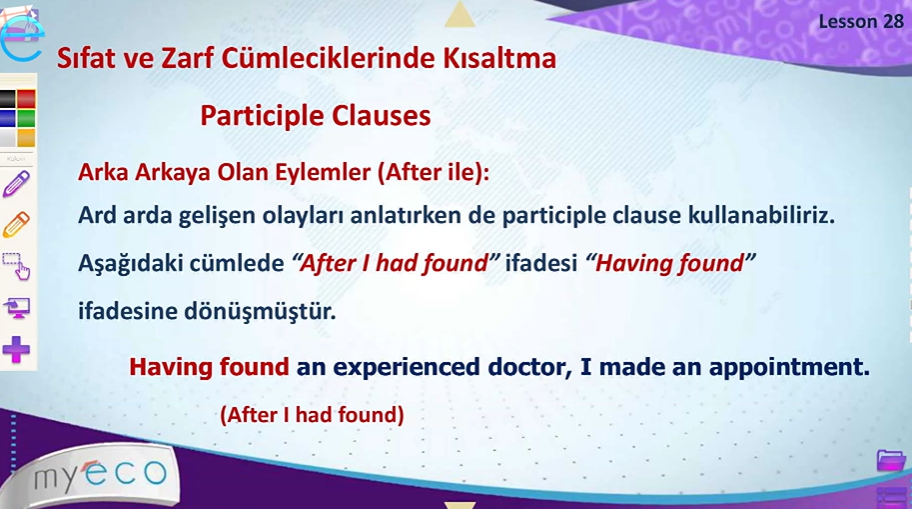 Lesson 28
Sıfat ve Zarf Cümleciklerinde Kısaltma
Participle Clauses
Arka Arkaya Olan Eylemler (After ile):
Ard arda gelişen olayları anlatırken de participle clause kullanabiliriz.
Aşağıdaki cümlede “After I had found” ifadesi “Having found”
ifadesine dönüşmüştür.
Having found an experienced doctor, I made an appointment.
(After I had found)
myeco